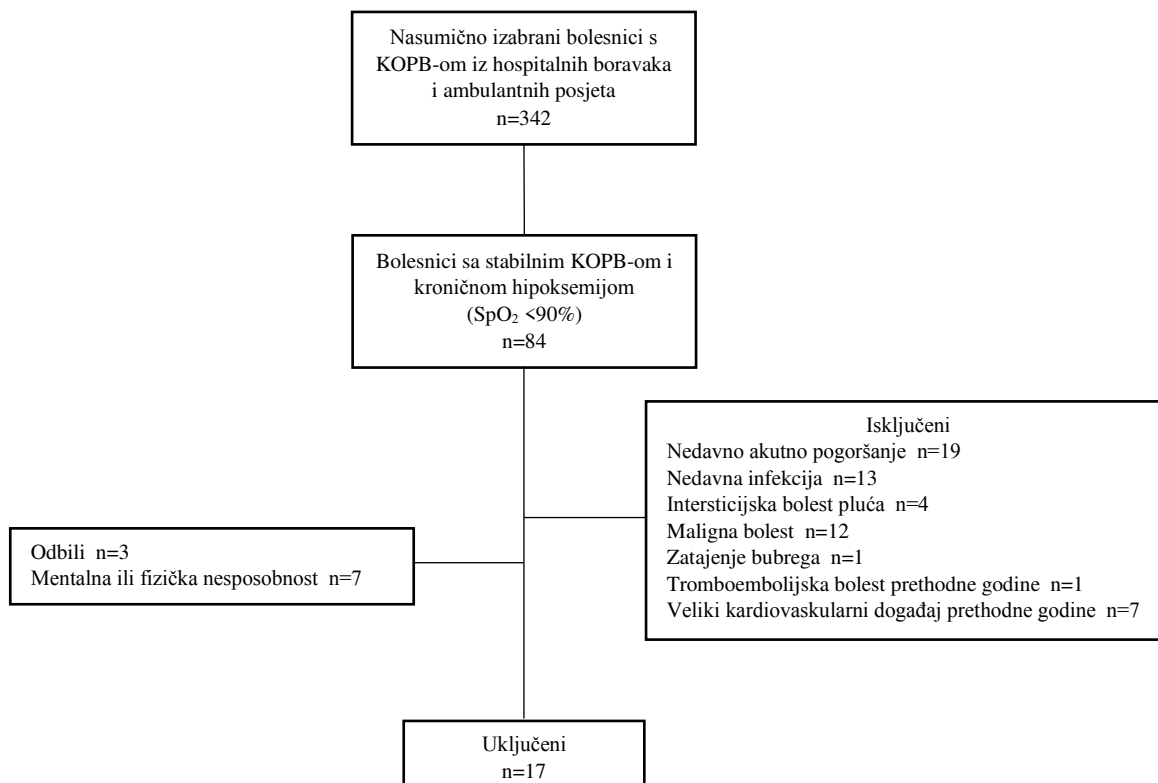 Nasumično izabrani bolesnici s
KOPB-om iz hospitalnih boravaka
i ambulantnih posjeta
n=342
Bolesnici sa stabilnim KOPB-om i
kroničnom hipoksemijom
(SpO₂ <90%)
n=84
Isključeni
Nedavno akutno pogoršanje n=19
Nedavna infekcija n=13
Intersticijska bolest pluća n=4
Maligna bolest n=12
Zatajenje bubrega n=1
Tromboembolijska bolest prethodne godine n=1
Veliki kardiovaskularni događaj prethodne godine n=7
Odbili n=3
Mentalna ili fizička nesposobnost n=7
Uključeni
n=17